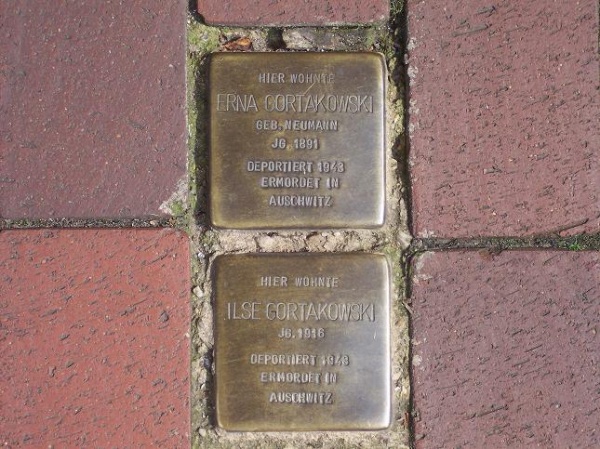 HIER WOHNTE
ERNA GORTAKOWSKI
GEB. NEUMANN
JG. 1891
DEPORTIERT 1943
ERMORDET IN
AUSCHWITZ
HIER WOHNTE
ILSE GORTAKOWSKI
JG. 1916
DEPORTIERT 1943
ERMORDET IN
AUSCHWITZ